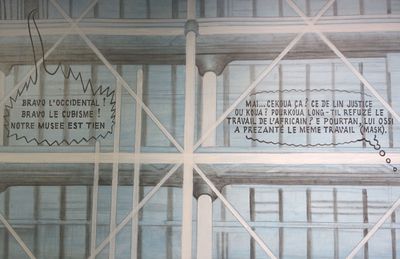 BRAVO L'OCCIDENTAL!
BRAVO LE CUBISME!
NOTRE MUSEE EST TIEN
MAI... CEKOUA ÇA? CE DE LIN JUSTICE
OU KOUA? POURKOUA LONG-TIL REFUZÉ LE
TRAVAIL DE L'AFRICAIN? E POURTAN, LUI OSSI
A PREZANTÉ LE MEME TRAVAIL (MASK).